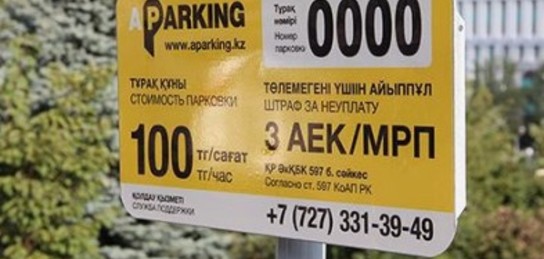 APARKING
www.aparking.kz
Тұрақ
нөмірі
Номер
парковки
0000
ТҰРАҚ ҚҰНЫ
СТОИМОСТЬ ПАРКОВКИ
100 тг/сағат
тг/час
ТӨЛЕМЕГЕНІ ҮШІН АЙЫППҰЛ
ШТРАФ ЗА НЕУПЛАТУ
3 АЕК/МРП
ҚР ӘкҚБК 597 б. сәйкес
Согласно ст. 597 КоАП РК
ҚОЛДАУ ҚЫЗМЕТІ
СЛУЖБА ПОДДЕРЖКИ
+7 (727) 331-39-49